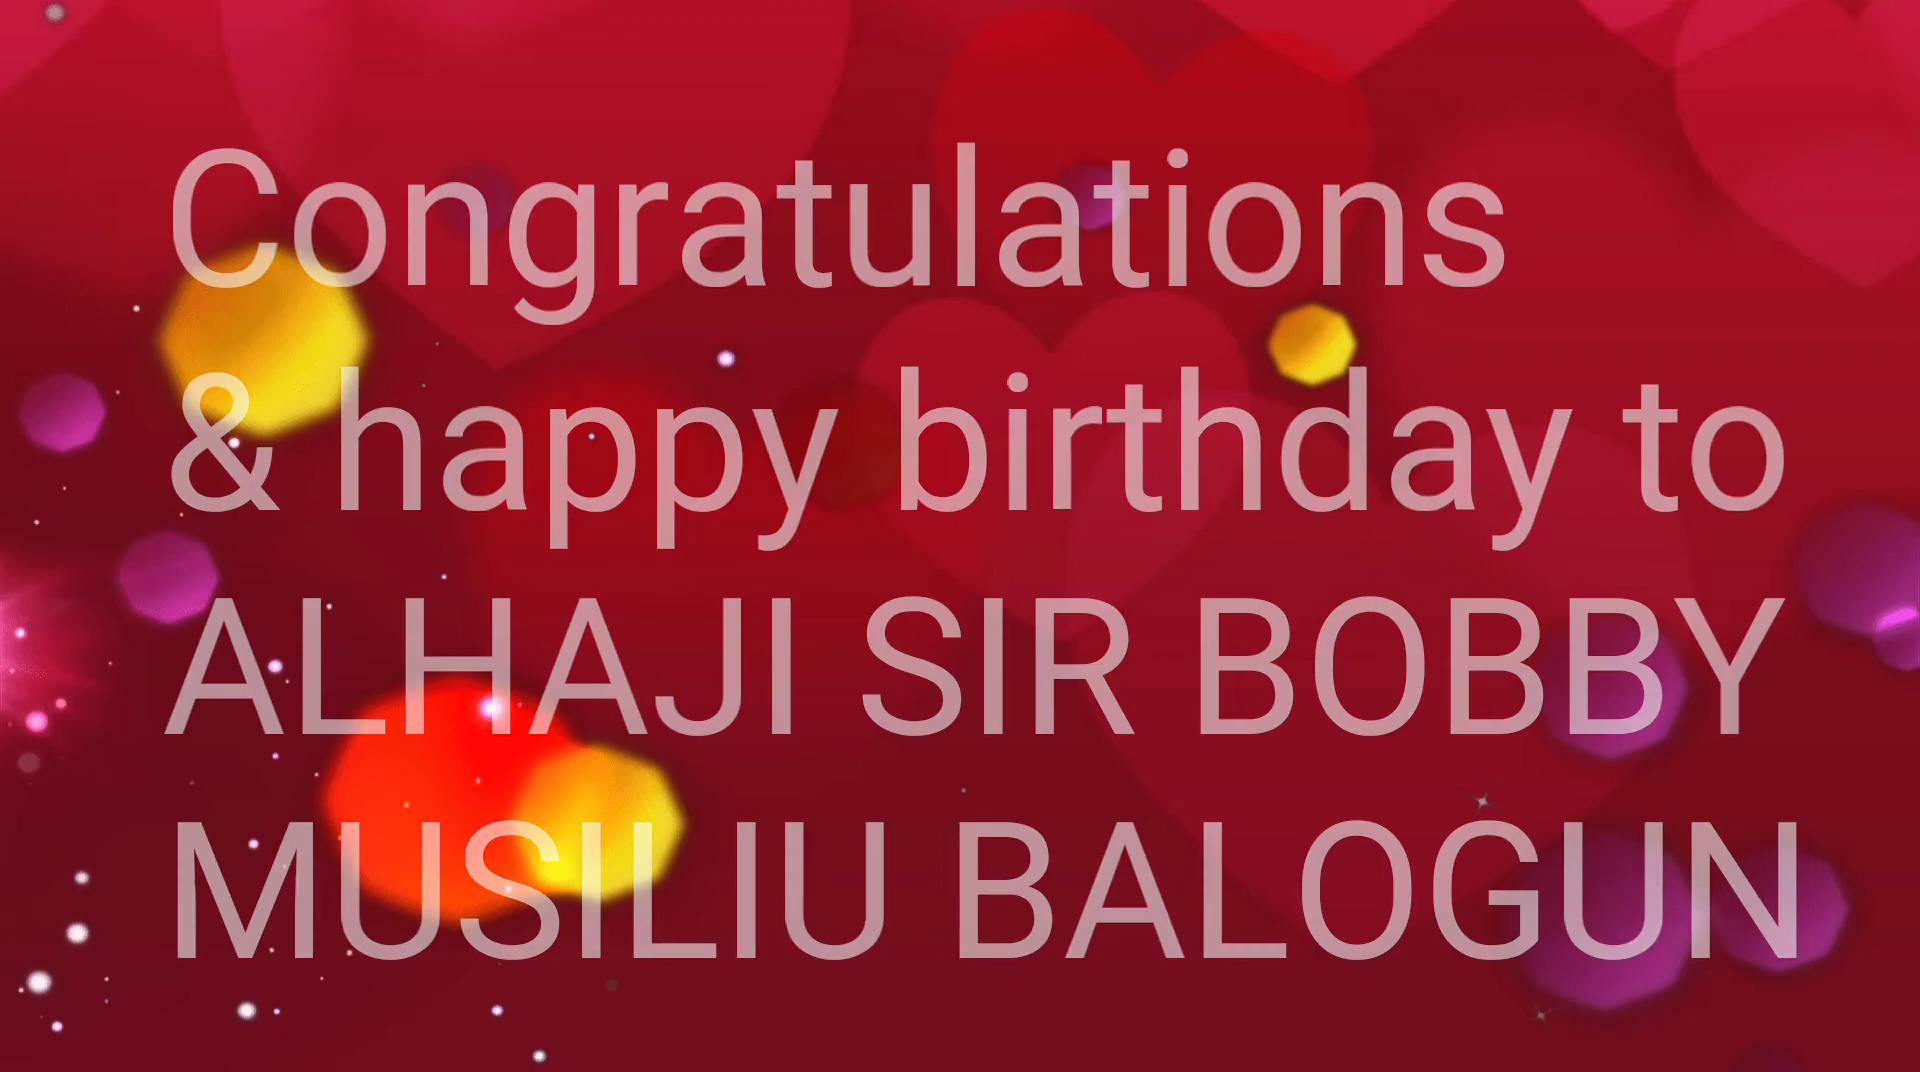 Congratulations
& happy birthday to
ALHAJI SIR BOBBY
MUSILIU BALOGUN